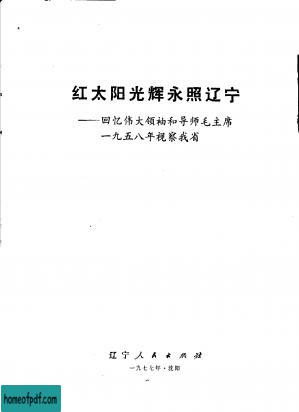 红太阳光辉永照辽宁
——回忆伟大领袖和导师毛主席
一九五八年视察我省
辽宁人民出版社
一九七七年·沈阳
homeofpdf.com